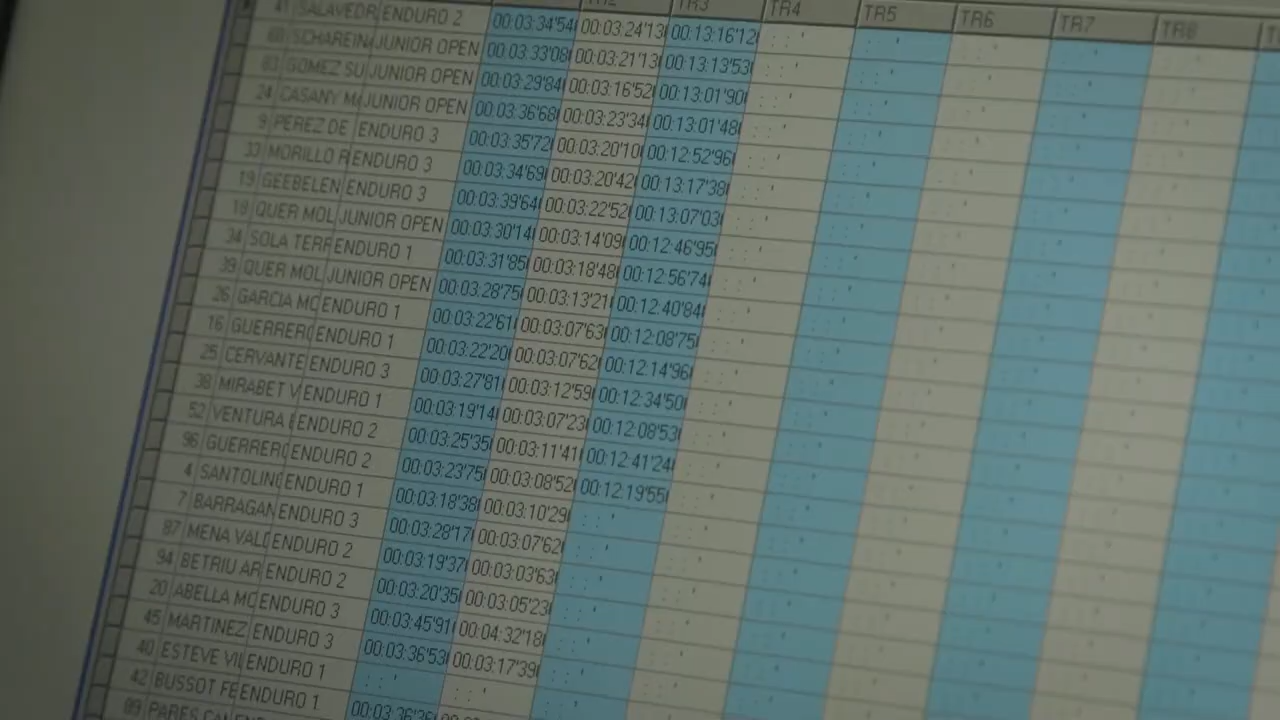 TR3 TR4 TR5 TR6 TR7 TR8
41 SALAVEDR ENDURO 2 00:03:34'54 00:03:24'13 00:13:16'12
60 SCHAREIN JUNIOR OPEN 00:03:33'08 00:03:21'13 00:13:13'53
83 GOMEZ SU JUNIOR OPEN 00:03:29'84 00:03:16'52 00:13:01'90
24 CASANY M JUNIOR OPEN 00:03:36'68 00:03:23'34 00:13:01'48
9 PEREZ DE ENDURO 3 00:03:35'72 00:03:20'10 00:12:52'96
33 MORILLO R ENDURO 3 00:03:34'69 00:03:20'42 00:13:17'38
19 GEEBELEN ENDURO 3 00:03:39'64 00:03:22'52 00:13:07'03
18 QUER MOL JUNIOR OPEN 00:03:30'14 00:03:14'09 00:12:46'95
34 SOLA TERR ENDURO 1 00:03:31'85 00:03:18'48 00:12:56'74
39 QUER MOL JUNIOR OPEN 00:03:28'75 00:03:13'21 00:12:40'84
26 GARCIA MO ENDURO 1 00:03:22'61 00:03:07'63 00:12:08'75
16 GUERRERO ENDURO 1 00:03:22'20 00:03:07'62 00:12:14'96
25 CERVANTE ENDURO 3 00:03:27'81 00:03:12'59 00:12:34'50
38 MIRABET V ENDURO 1 00:03:19'14 00:03:07'23 00:12:08'53
52 VENTURA ENDURO 2 00:03:25'35 00:03:11'41 00:12:41'24
96 GUERRERO ENDURO 2 00:03:23'75 00:03:08'52 00:12:19'55
4 SANTOLINO ENDURO 1 00:03:18'38 00:03:10'29
7 BARRAGAN ENDURO 3 00:03:28'17 00:03:07'62
87 MENA VAL ENDURO 2 00:03:19'37 00:03:03'63
94 BETRIU AR ENDURO 2 00:03:20'35 00:03:05'23
20 ABELLA MO ENDURO 3 00:03:45'91 00:04:32'18
45 MARTINEZ ENDURO 3 00:03:36'53 00:03:17'39
40 ESTEVE VI ENDURO 1
42 BUSSOT FE ENDURO 1
89 PARES